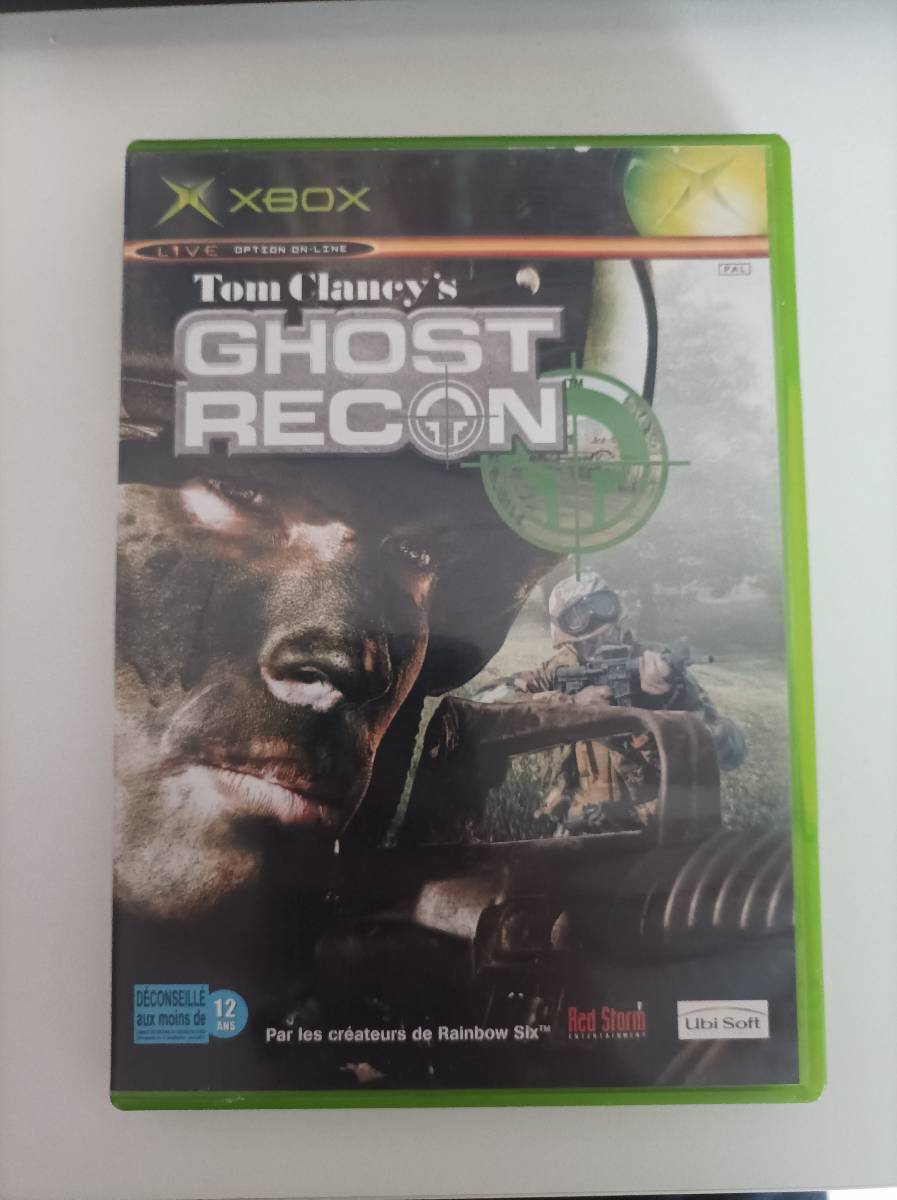 XBOX
LIVE OPTION ON-LINE
PAL
Tom Clancy's
GHOST
RECON™
DÉCONSEILLÉ
aux moins de
12
ANS
Par les créateurs de Rainbow Six™
Red Storm
ENTERTAINMENT
Ubi Soft